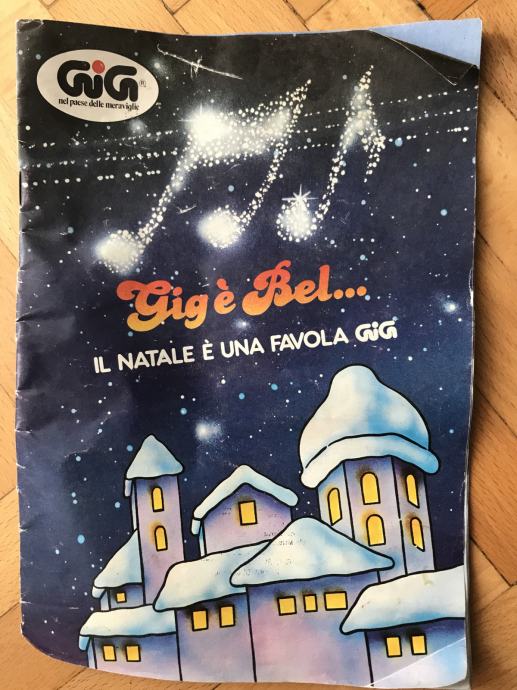 GiG ®
nel paese delle meraviglie
Gig è Bel...
IL NATALE È UNA FAVOLA GiG